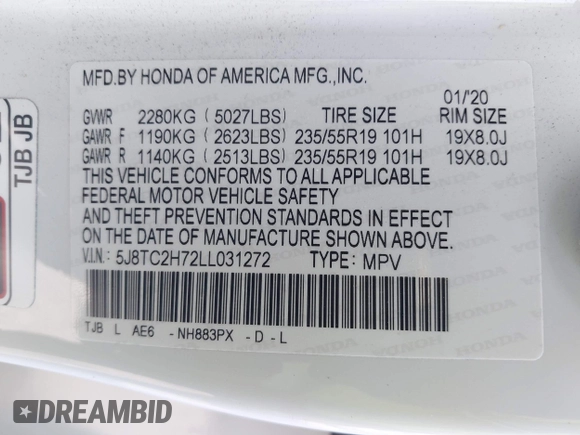 MFD.BY HONDA OF AMERICA MFG.,INC.
01/'20
GVWR 2280KG ( 5027LBS) TIRE SIZE RIM SIZE
GAWR F 1190KG ( 2623LBS) 235/55R19 101H 19X8.0J
GAWR R 1140KG ( 2513LBS) 235/55R19 101H 19X8.0J
THIS VEHICLE CONFORMS TO ALL APPLICABLE
FEDERAL MOTOR VEHICLE SAFETY
AND THEFT PREVENTION STANDARDS IN EFFECT
ON THE DATE OF MANUFACTURE SHOWN ABOVE.
V.I.N.: 5J8TC2H72LL031272 TYPE: MPV
TJB L AE6 -NH883PX -D-L
TJB JB
HONDA
DREAMBID